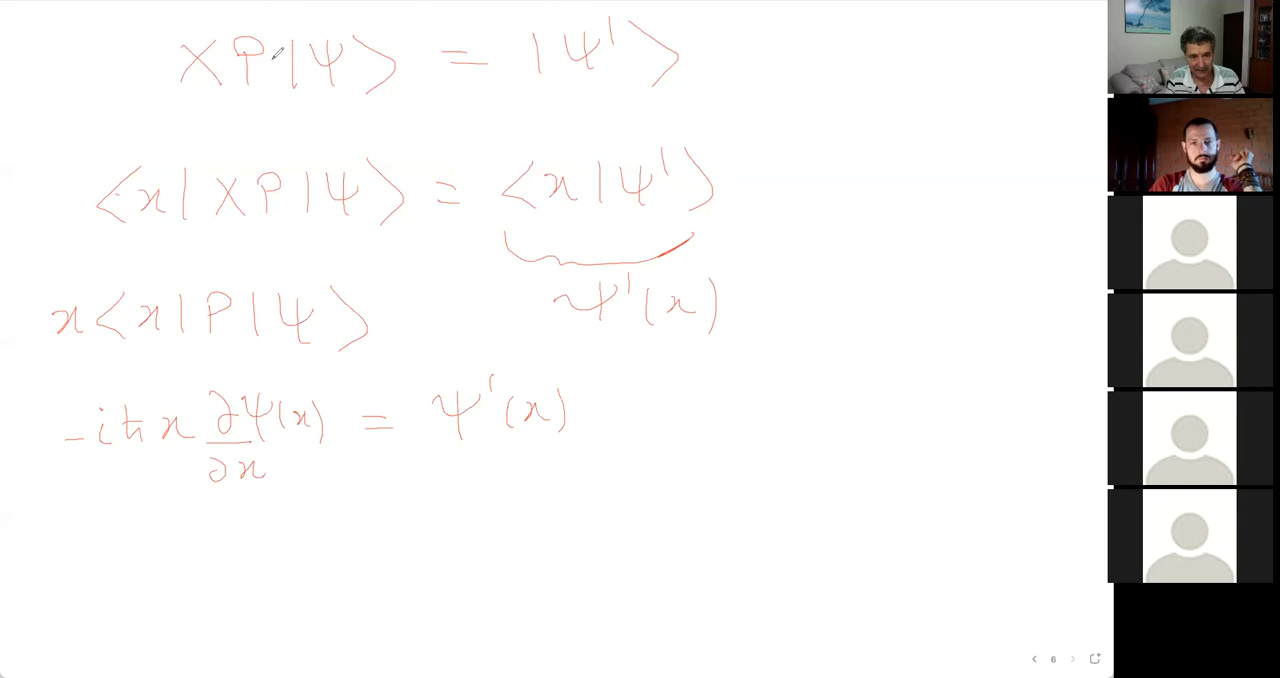 XP|Ψ⟩ = |Ψ'⟩
⟨x|XP|Ψ⟩ = ⟨x|Ψ'⟩
x⟨x|P|Ψ⟩ Ψ'(x)
-iħx ∂Ψ(x)/∂x = Ψ'(x)
6